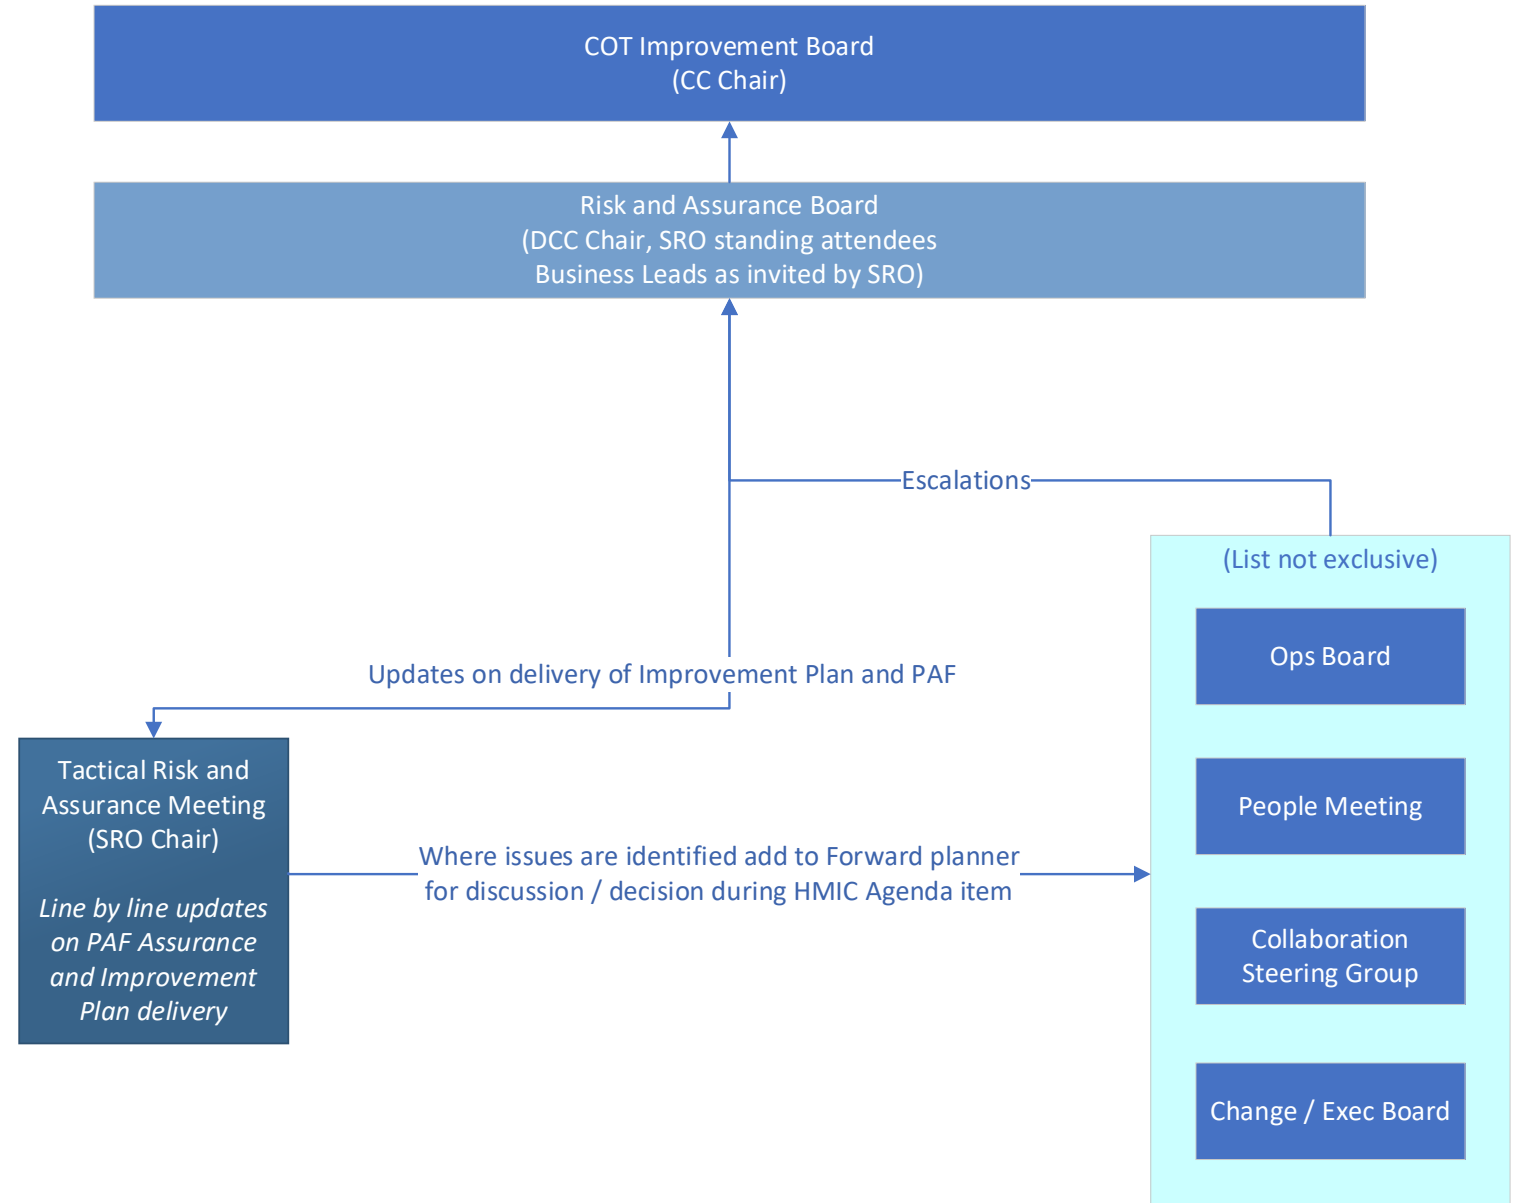 COT Improvement Board
(CC Chair)
Risk and Assurance Board
(DCC Chair, SRO standing attendees
Business Leads as invited by SRO)
Escalations
(List not exclusive)
Ops Board
Updates on delivery of Improvement Plan and PAF
Tactical Risk and
Assurance Meeting
(SRO Chair)
Line by line updates
on PAF Assurance
and Improvement
Plan delivery
Where issues are identified add to Forward planner
for discussion / decision during HMIC Agenda item
People Meeting
Collaboration
Steering Group
Change / Exec Board